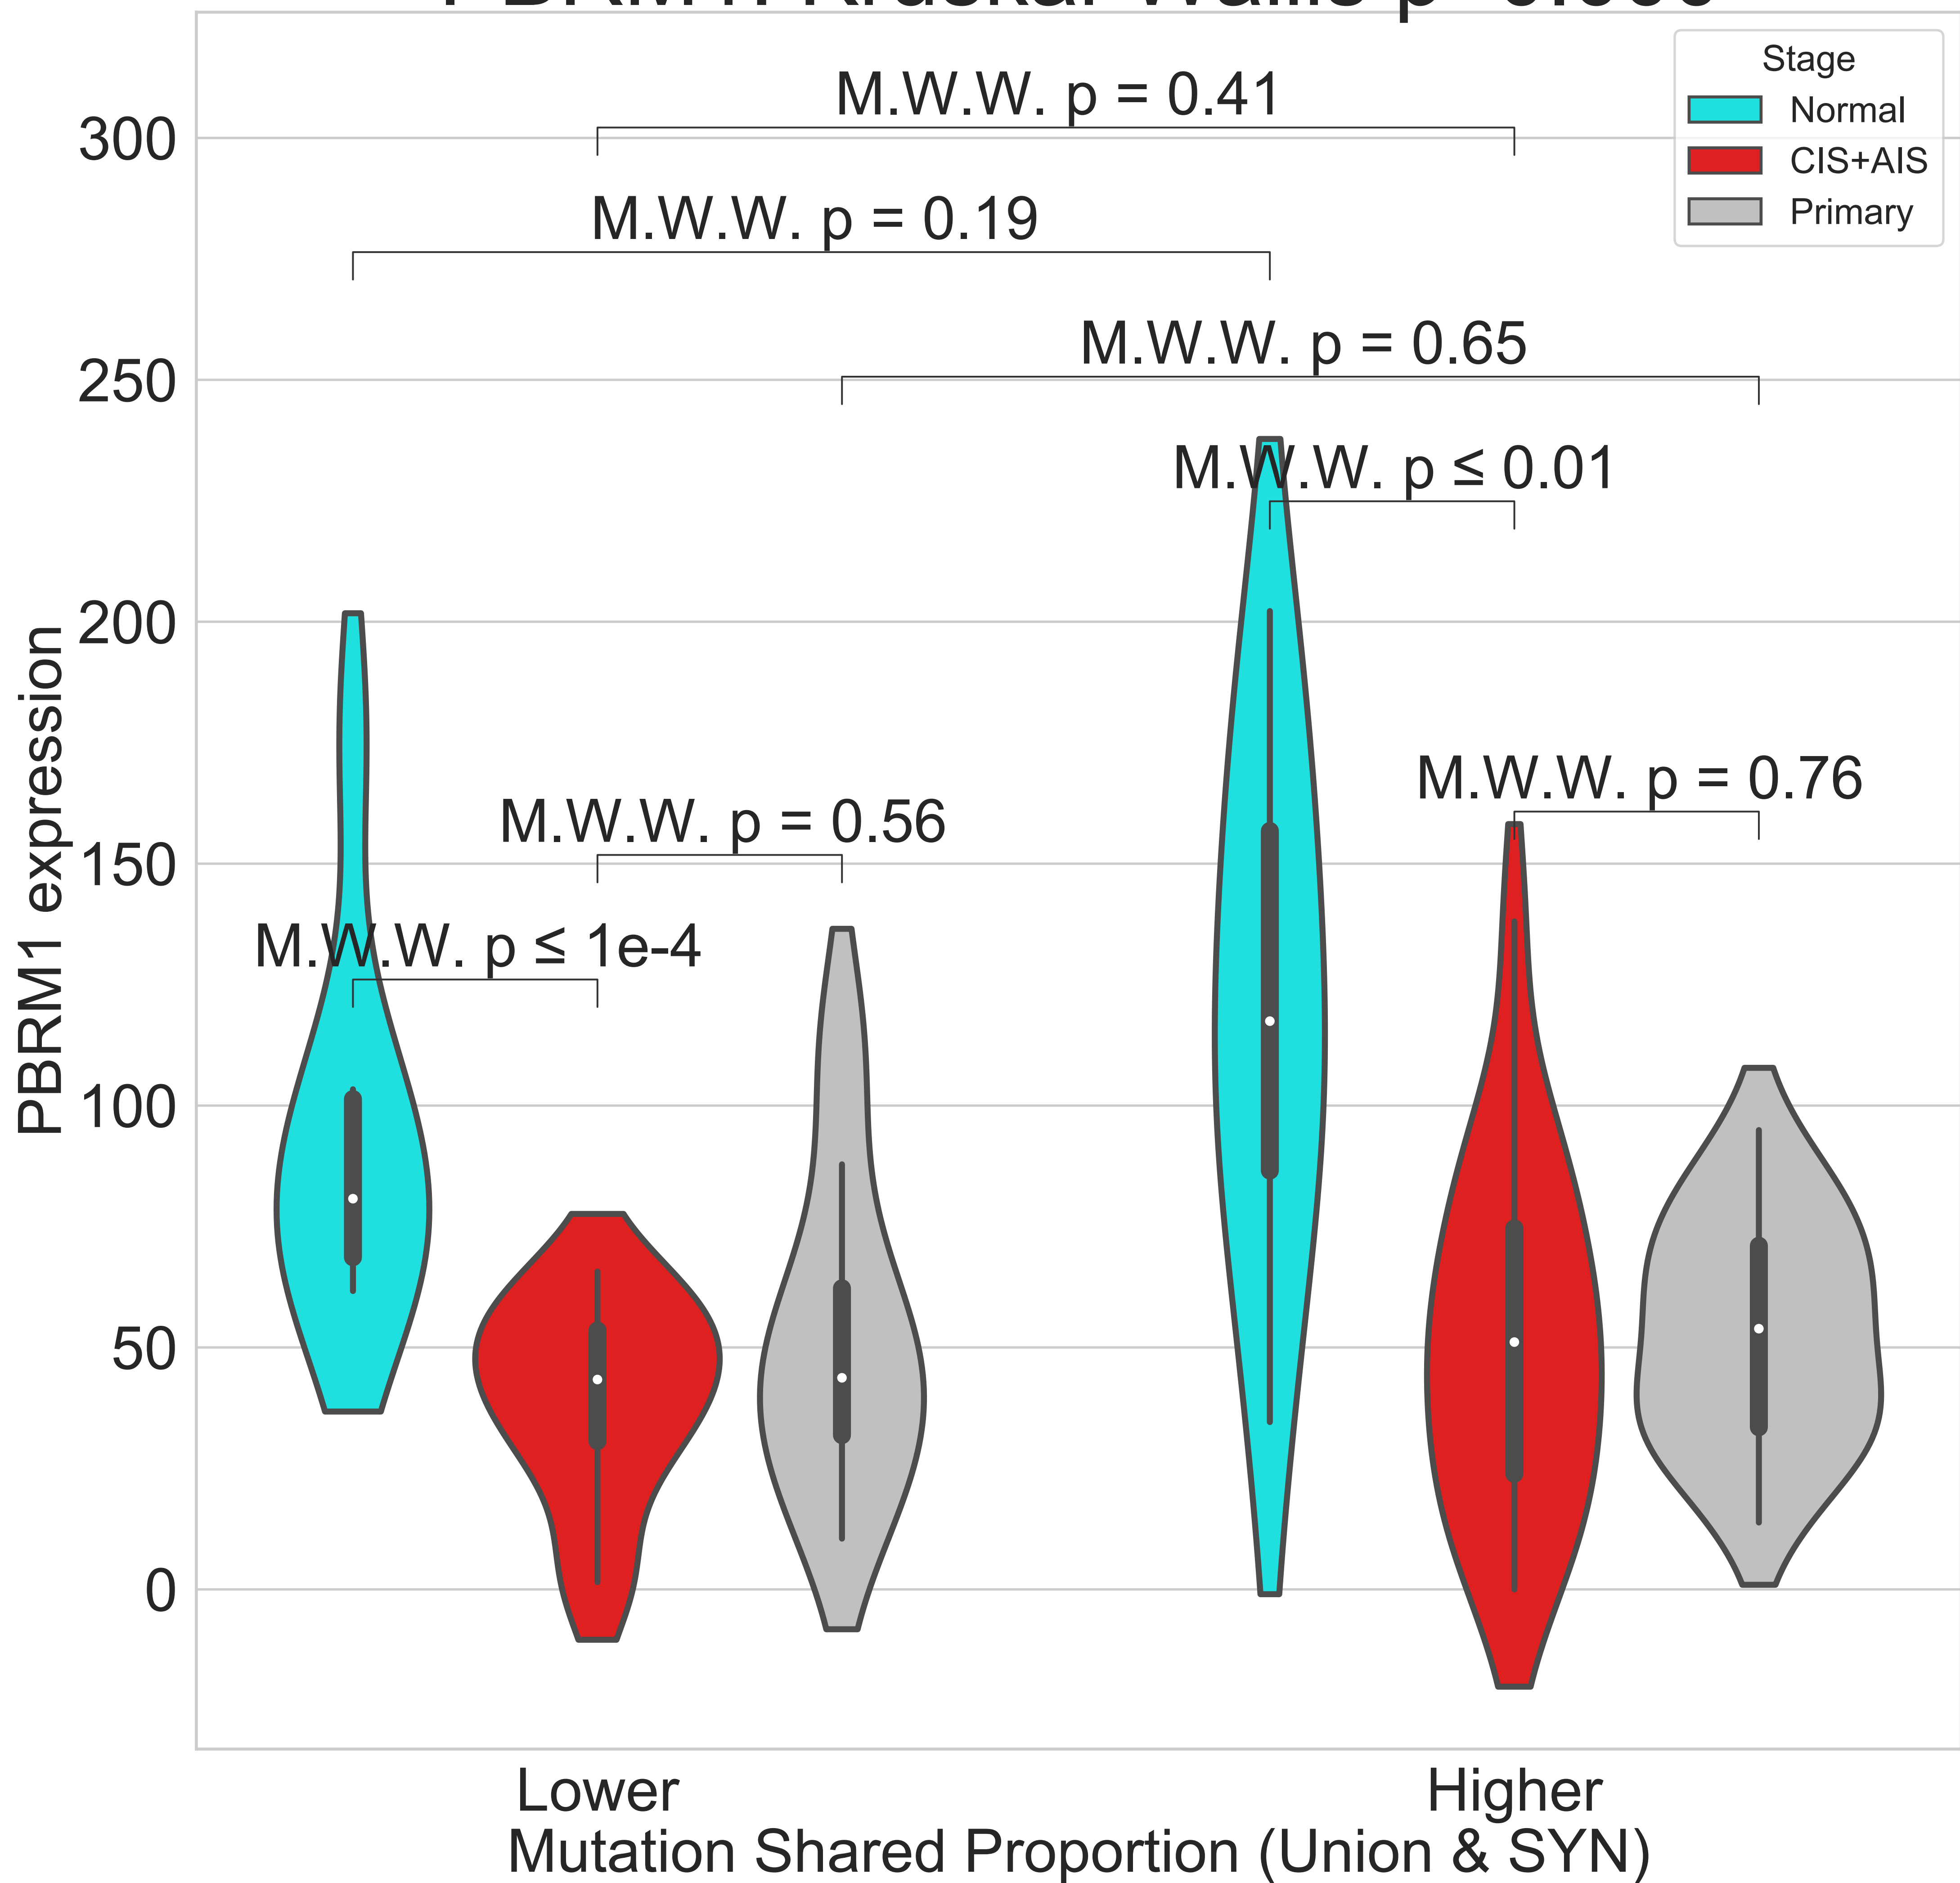 Stage
Normal
CIS+AIS
Primary
M.W.W. p = 0.41
M.W.W. p = 0.19
M.W.W. p = 0.65
M.W.W. p ≤ 0.01
M.W.W. p = 0.76
M.W.W. p = 0.56
M.W.W. p ≤ 1e-4
300
250
200
150
100
50
0
PBRM1 expression
Lower
Higher
Mutation Shared Proportion (Union & SYN)